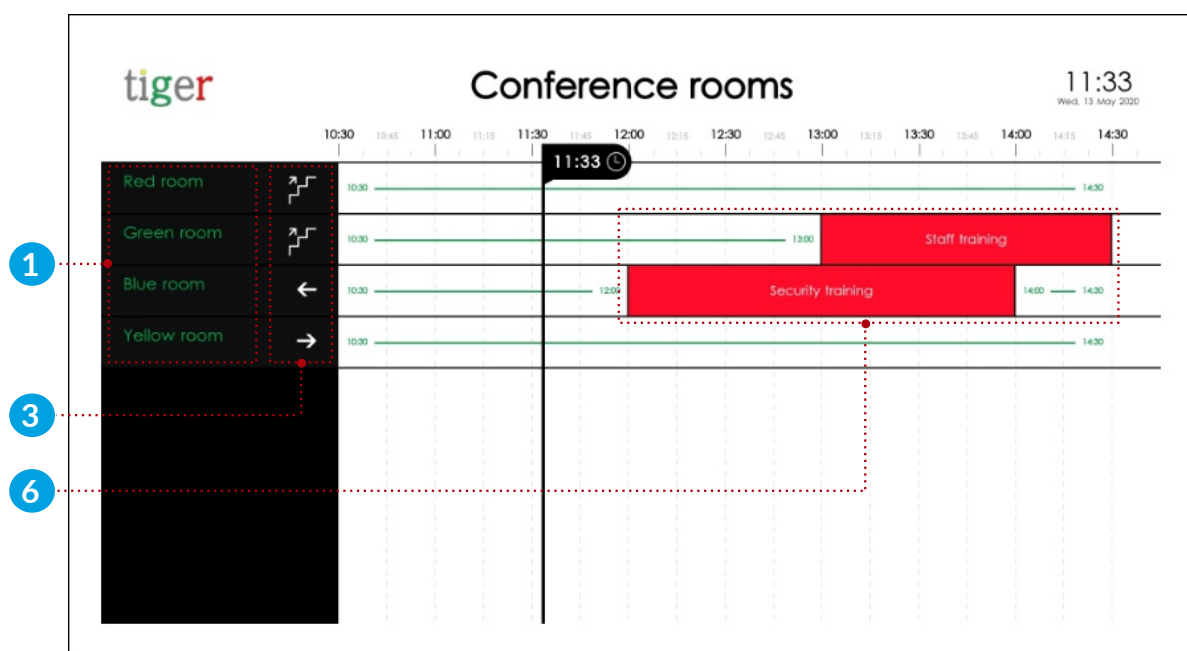 tiger
Conference rooms
11:33
Wed, 13 May 2020
10:30 10:45 11:00 11:15 11:30 11:45 12:00 12:15 12:30 12:45 13:00 13:15 13:30 13:45 14:00 14:15 14:30
11:33
Red room 10:30 14:30
Green room 10:30 13:00 Staff training
1
Blue room 10:30 12:00 Security training 14:00 14:30
Yellow room 10:30 14:30
3
6